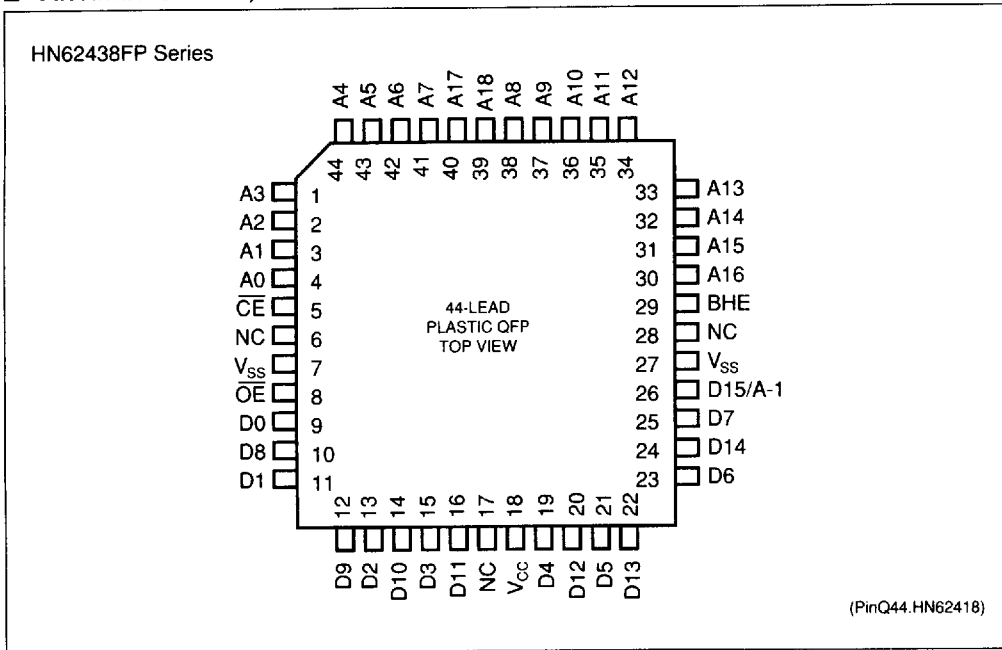 HN62438FP Series
A4 A5 A6 A7 A17 A18 A8 A9 A10 A11 A12
44 43 42 41 40 39 38 37 36 35 34
A3 1 33 A13
A2 2 32 A14
A1 3 31 A15
A0 4 30 A16
C̅E̅ 5 29 BHE
NC 6 28 NC
VSS 7 27 VSS
O̅E̅ 8 26 D15/A-1
D0 9 25 D7
D8 10 24 D14
D1 11 23 D6
44-LEAD
PLASTIC QFP
TOP VIEW
12 13 14 15 16 17 18 19 20 21 22
D9 D2 D10 D3 D11 NC VCC D4 D12 D5 D13
(PinQ44.HN62418)